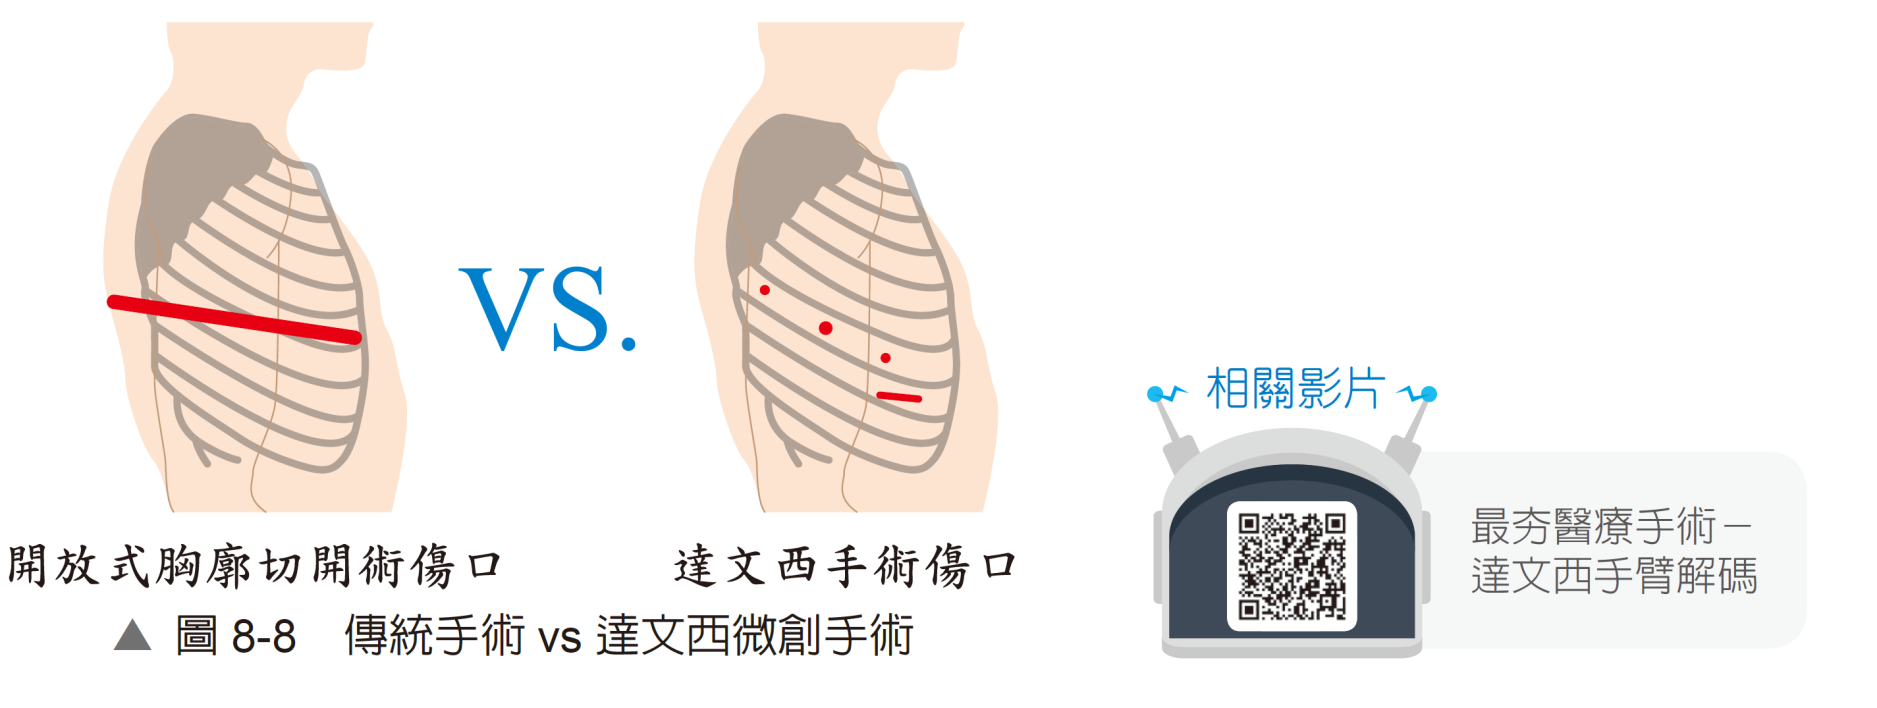 VS.
開放式胸廓切開術傷口
達文西手術傷口
▲ 圖 8-8　傳統手術 vs 達文西微創手術
相關影片
最夯醫療手術－
達文西手臂解碼